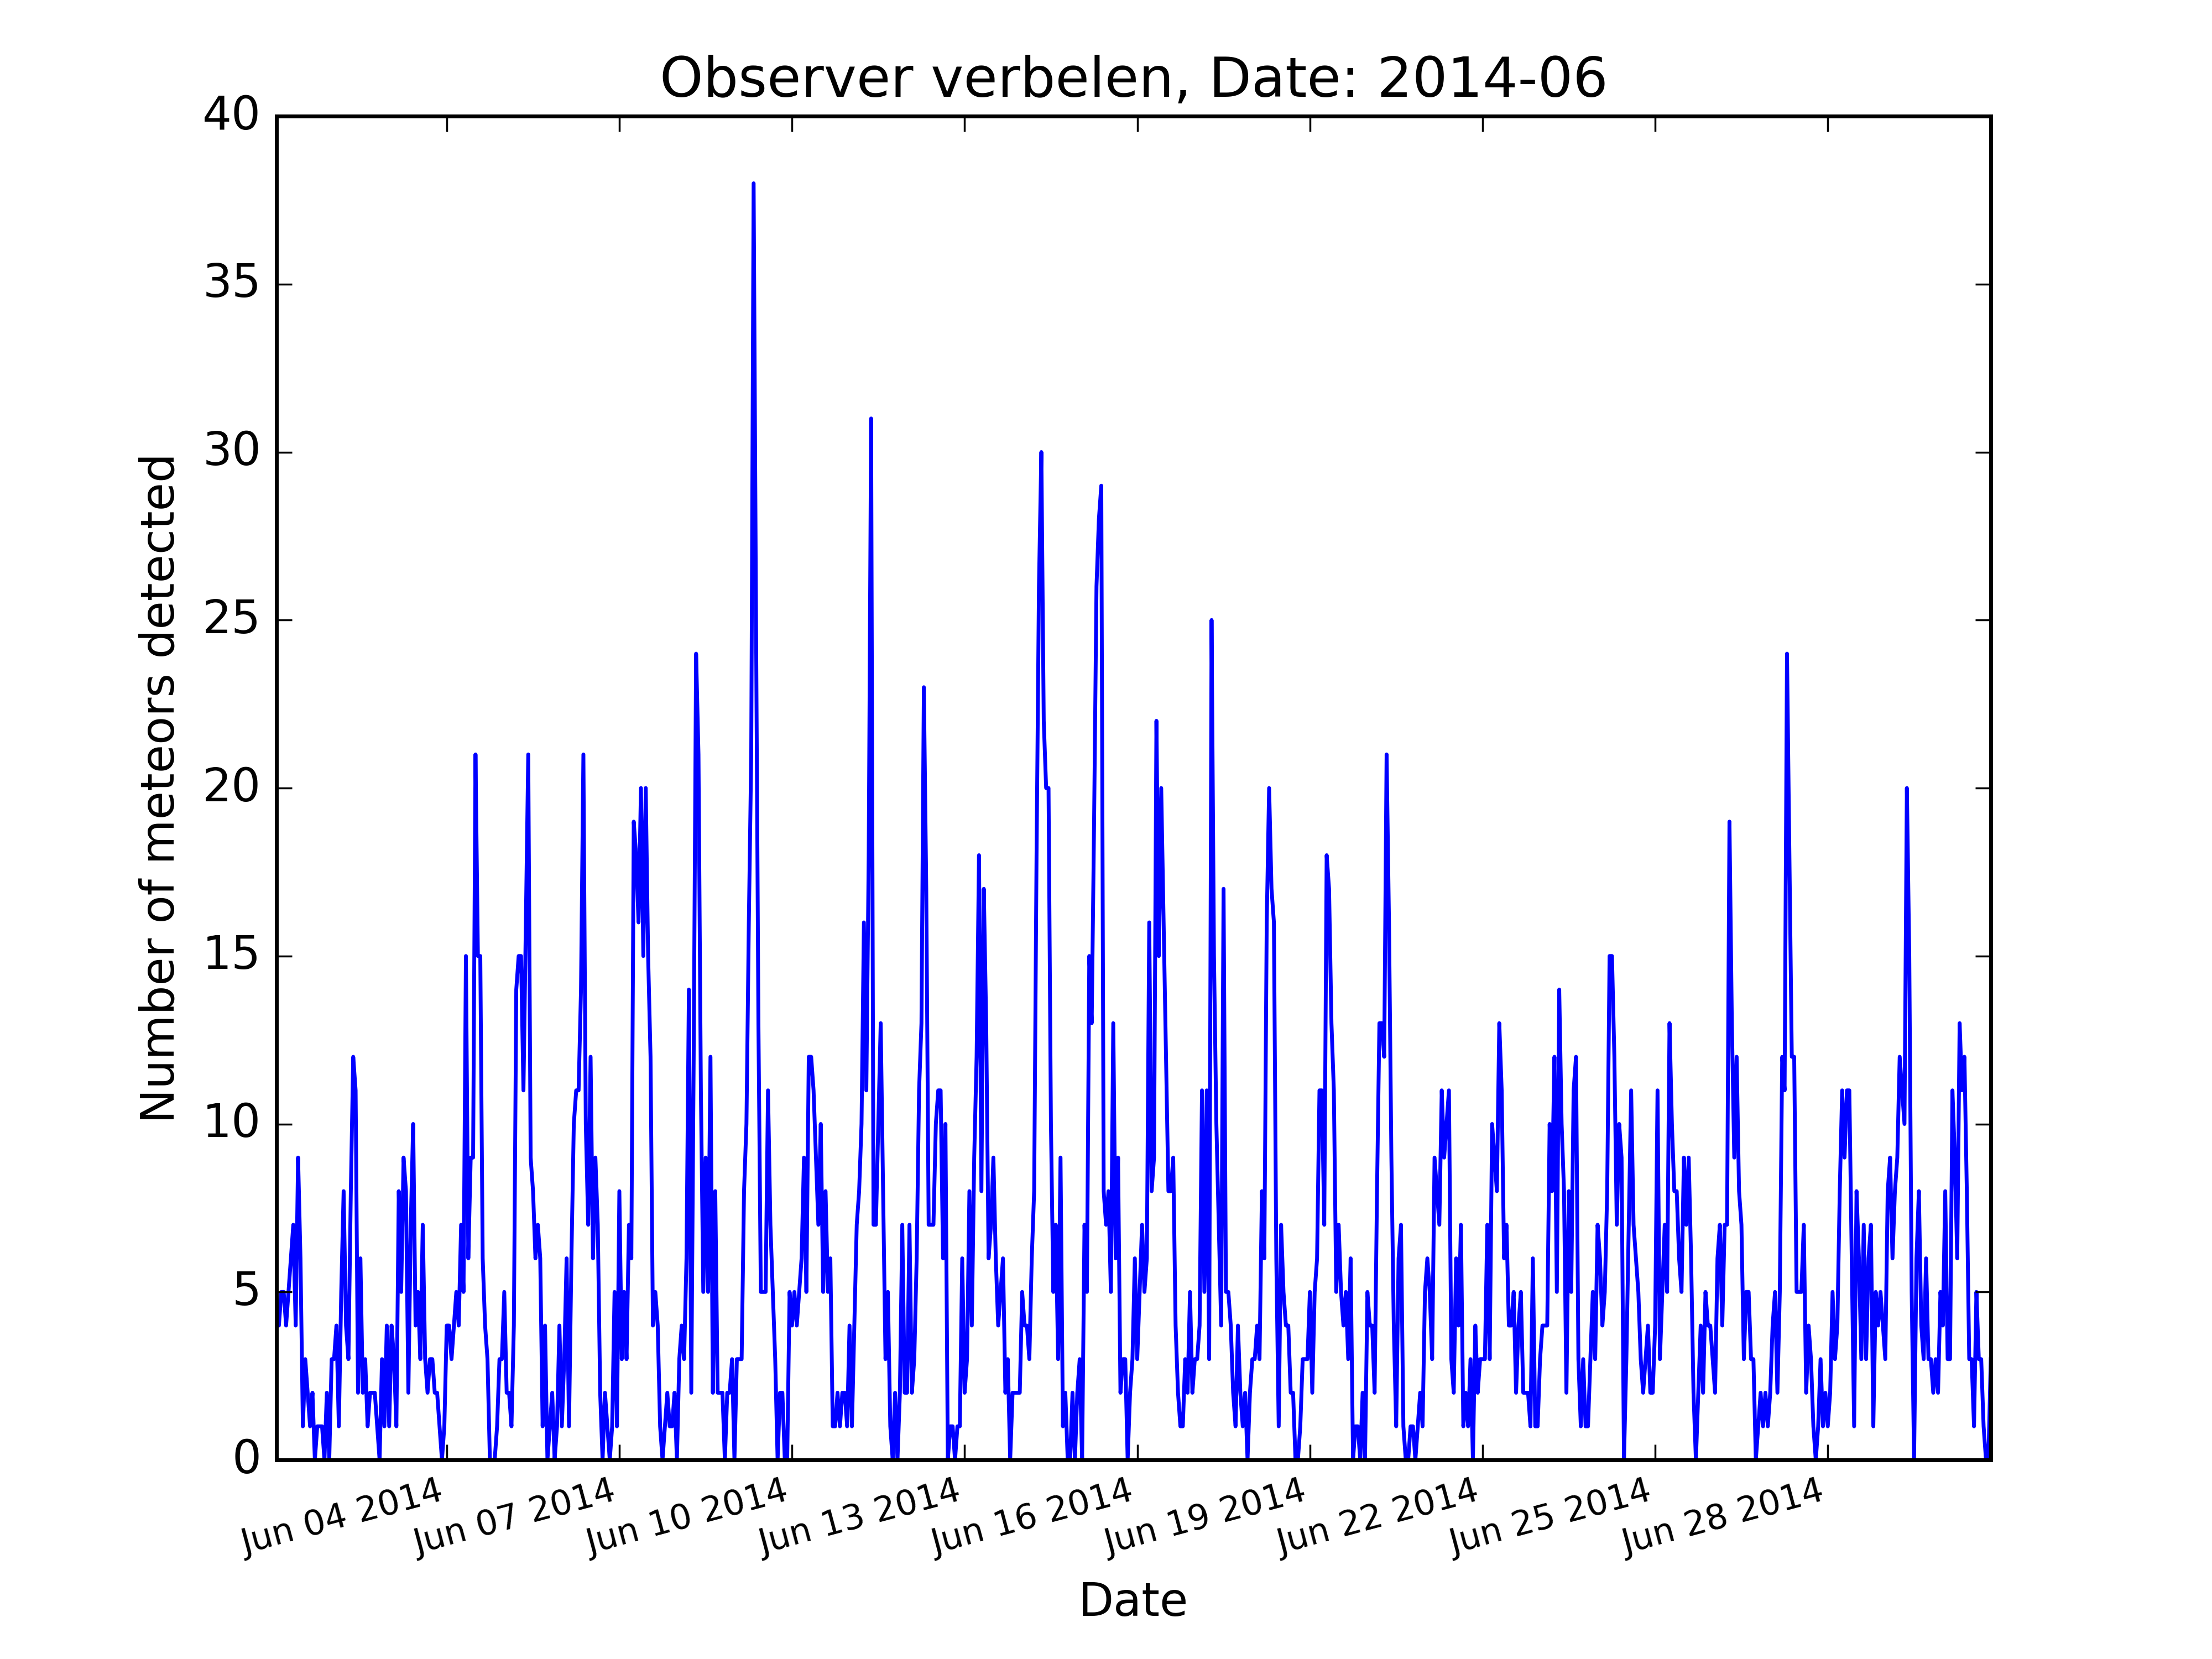 Observer verbelen, Date: 2014-06
40
35
30
25
20
15
10
5
0
Number of meteors detected
Jun 04 2014
Jun 07 2014
Jun 10 2014
Jun 13 2014
Jun 16 2014
Jun 19 2014
Jun 22 2014
Jun 25 2014
Jun 28 2014
Date